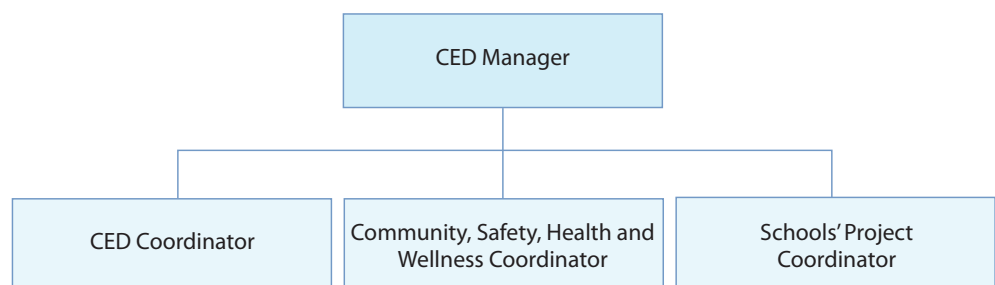 CED Manager
CED Coordinator
Community, Safety, Health and
Wellness Coordinator
Schools’ Project
Coordinator